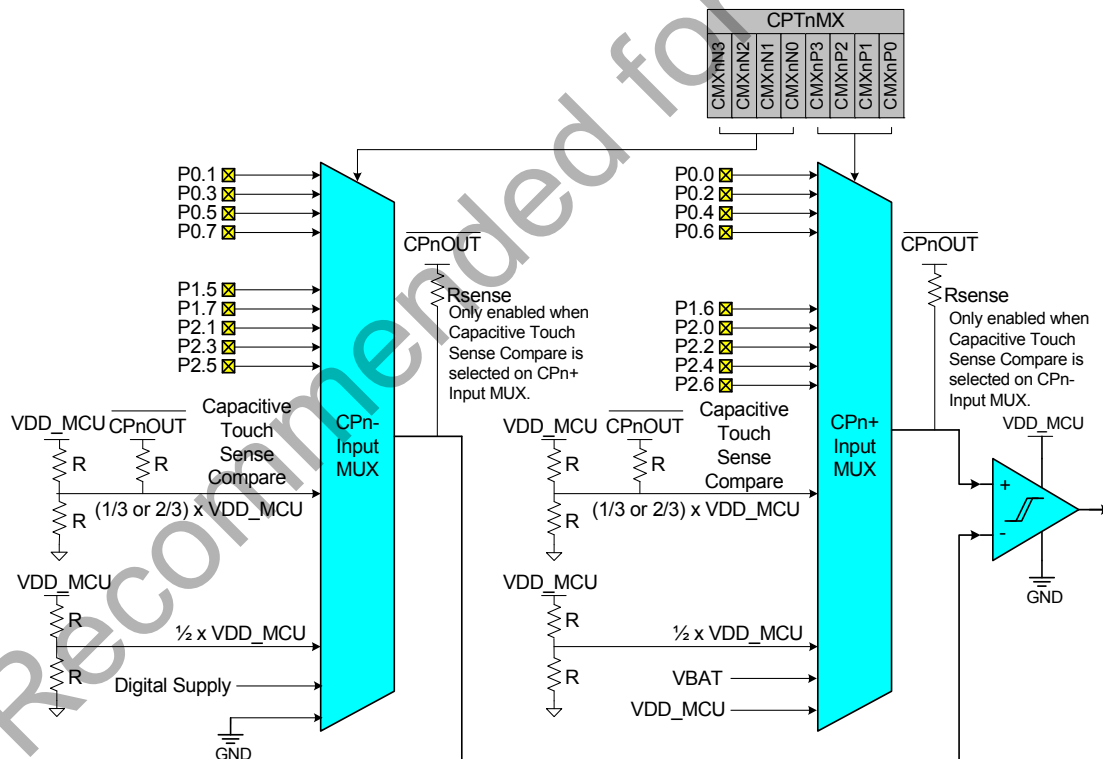 CPTnMX
CMXnN3
CMXnN2
CMXnN1
CMXnN0
CMXnP3
CMXnP2
CMXnP1
CMXnP0
P0.1
P0.3
P0.5
P0.7
P1.5
P1.7
P2.1
P2.3
P2.5
CPnOUT
Rsense
Only enabled when
Capacitive Touch
Sense Compare is
selected on CPn+
Input MUX.
VDD_MCU
CPnOUT
R
R
R
Capacitive
Touch
Sense
Compare
(1/3 or 2/3) x VDD_MCU
CPn-
Input
MUX
VDD_MCU
R
R
½ x VDD_MCU
Digital Supply
GND
P0.0
P0.2
P0.4
P0.6
P1.6
P2.0
P2.2
P2.4
P2.6
CPnOUT
Rsense
Only enabled when
Capacitive Touch
Sense Compare is
selected on CPn-
Input MUX.
VDD_MCU
CPnOUT
R
R
R
Capacitive
Touch
Sense
Compare
(1/3 or 2/3) x VDD_MCU
CPn+
Input
MUX
VDD_MCU
R
R
½ x VDD_MCU
VBAT
VDD_MCU
VDD_MCU
+
-
GND
Recommended for